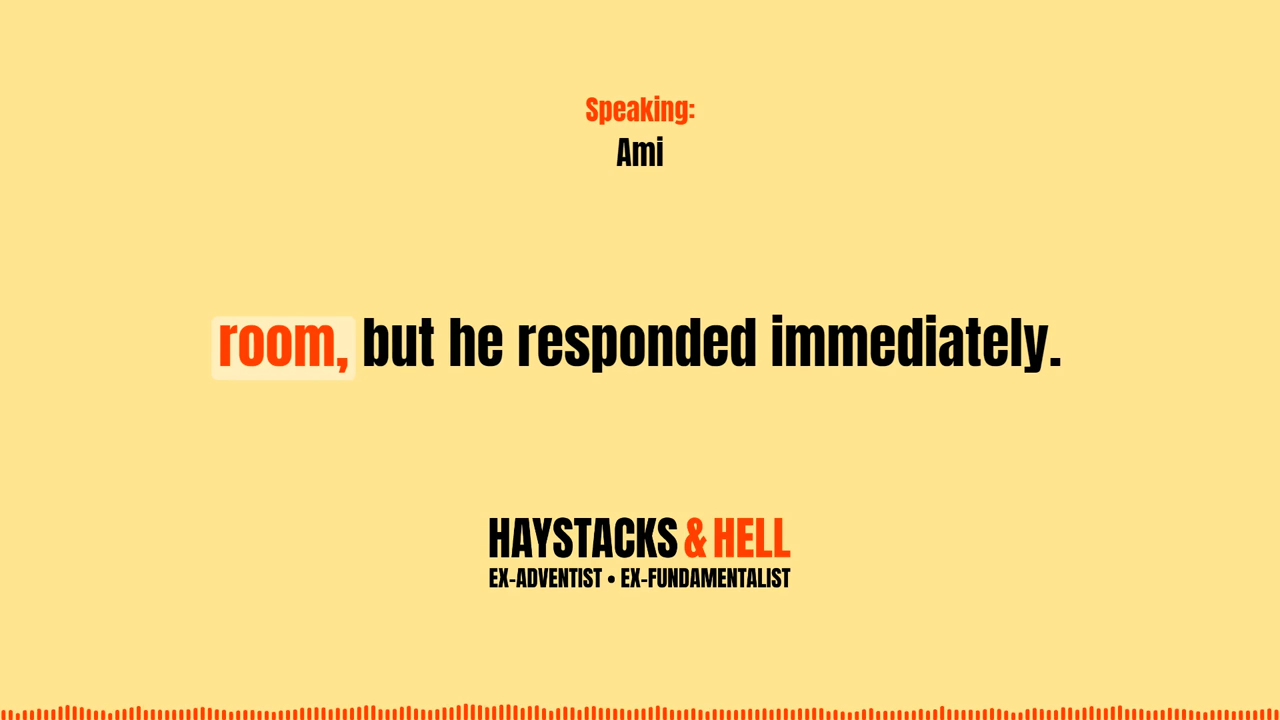 Speaking:
Ami
room, but he responded immediately.
HAYSTACKS & HELL
EX-ADVENTIST • EX-FUNDAMENTALIST